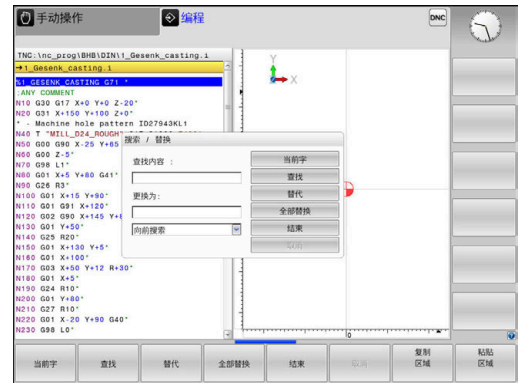 手动操作
编程
DNC
TNC:\nc_prog\BHB\DIN\1_Gesenk_casting.i
→1_Gesenk_casting.i
%1_GESENK_CASTING G71 *
;ANY COMMENT
N10 G30 G17 X+0 Y+0 Z-20*
N20 G31 X+150 Y+100 Z+0*
* - Machine hole pattern ID27943KL1
N40 T "MILL_D24_ROUGH"
N50 G00 G90 X-25 Y+65
N60 G00 Z-5*
N70 G98 L1*
N80 G01 X+5 Y+80 G41*
N90 G26 R3*
N100 G01 X+15 Y+90*
N110 G01 G91 X+120*
N120 G02 G90 X+145 Y+
N130 G01 Y+50*
N140 G25 R20*
N150 G01 X+130 Y+5*
N160 G01 X+100*
N170 G03 X+50 Y+12 R+30*
N180 G01 X+5*
N190 G24 R10*
N200 G01 Y+80*
N210 G27 R10*
N220 G01 X-20 Y+90 G40*
N230 G98 L0*
Y
X
0
搜索 / 替换
查找内容 :
更换为:
向前搜索
当前字
查找
替代
全部替换
结束
取消
当前字
查找
替代
全部替换
结束
取消
复制
区域
粘贴
区域